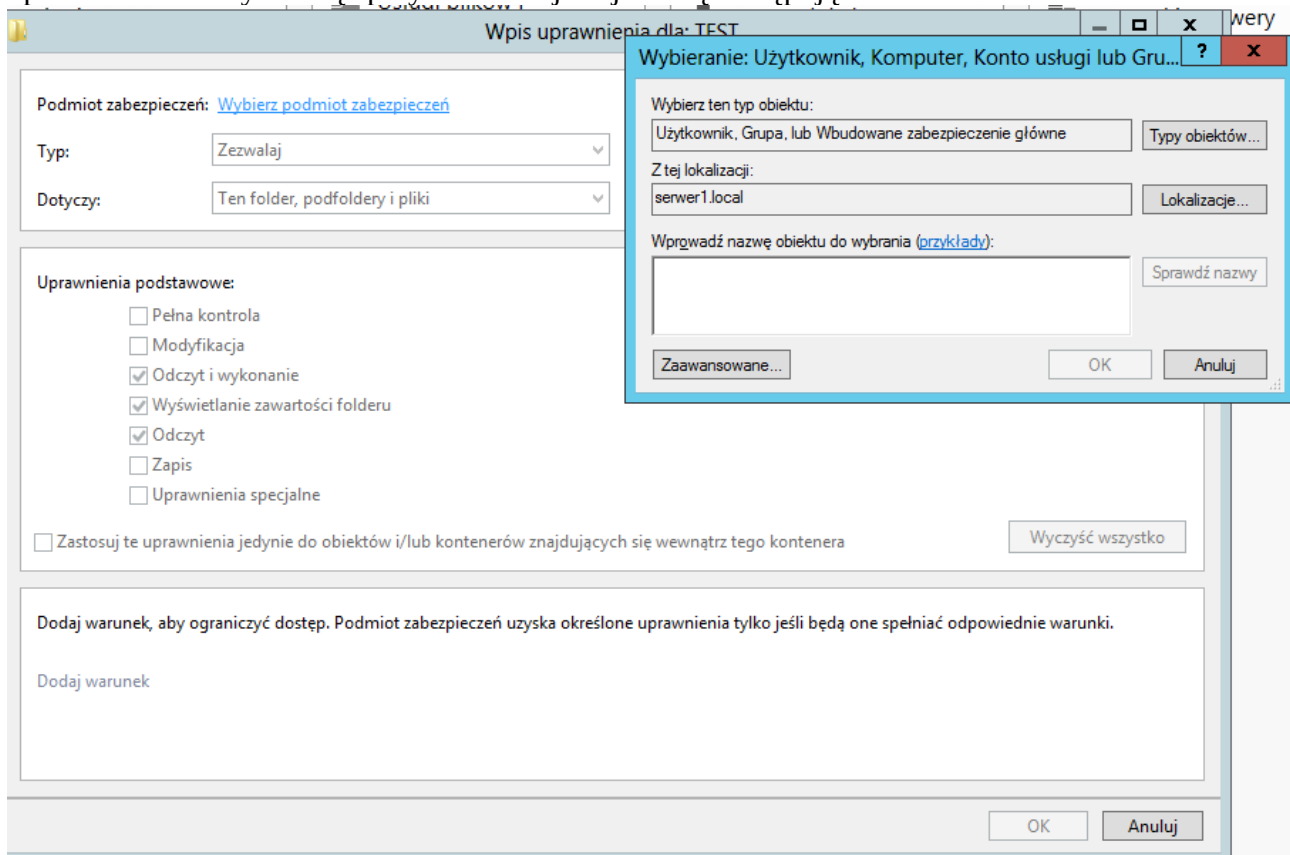 wery
Wpis uprawnienia dla: TEST
Wybieranie: Użytkownik, Komputer, Konto usługi lub Gru...
? x
Podmiot zabezpieczeń: Wybierz podmiot zabezpieczeń
Typ: Zezwalaj
Dotyczy: Ten folder, podfoldery i pliki
Wybierz ten typ obiektu:
Użytkownik, Grupa, lub Wbudowane zabezpieczenie główne
Typy obiektów...
Z tej lokalizacji:
serwer1.local
Lokalizacje...
Wprowadź nazwę obiektu do wybrania (przykłady):
Sprawdź nazwy
Zaawansowane...
OK
Anuluj
Uprawnienia podstawowe:
Pełna kontrola
Modyfikacja
Odczyt i wykonanie
Wyświetlanie zawartości folderu
Odczyt
Zapis
Uprawnienia specjalne
Zastosuj te uprawnienia jedynie do obiektów i/lub kontenerów znajdujących się wewnątrz tego kontenera
Wyczyść wszystko
Dodaj warunek, aby ograniczyć dostęp. Podmiot zabezpieczeń uzyska określone uprawnienia tylko jeśli będą one spełniać odpowiednie warunki.
Dodaj warunek
OK
Anuluj